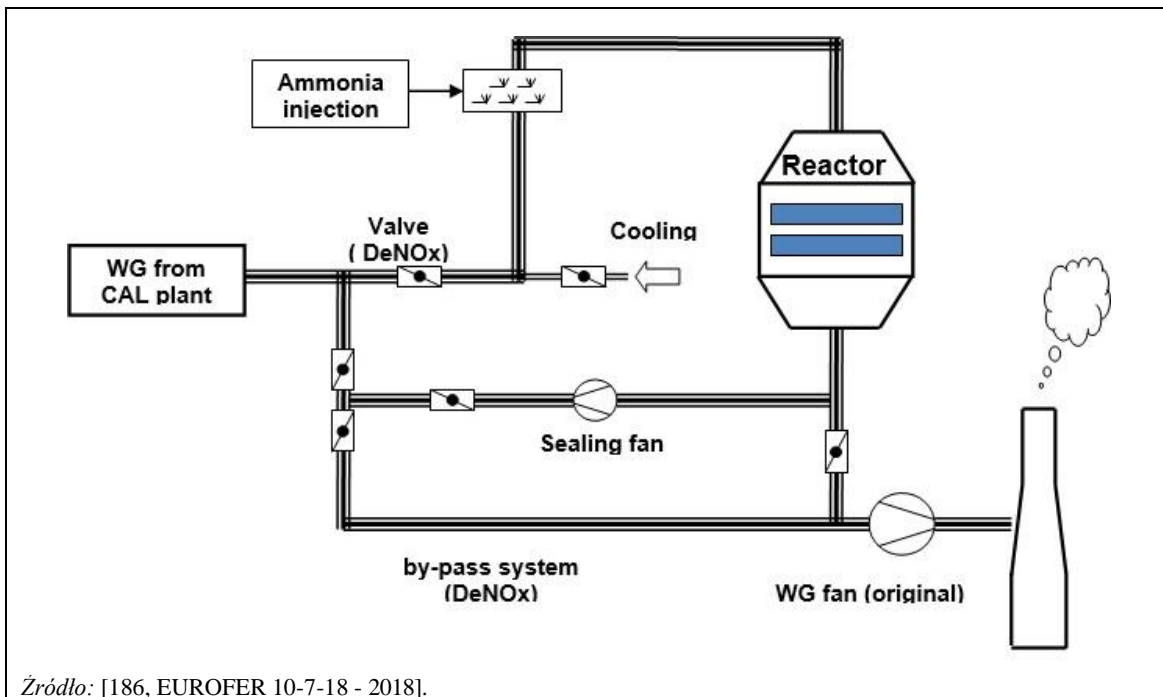 Ammonia
injection
Reactor
Valve
( DeNOx)
Cooling
WG from
CAL plant
Sealing fan
by-pass system
(DeNOx)
WG fan (original)
Źródło: [186, EUROFER 10-7-18 - 2018].